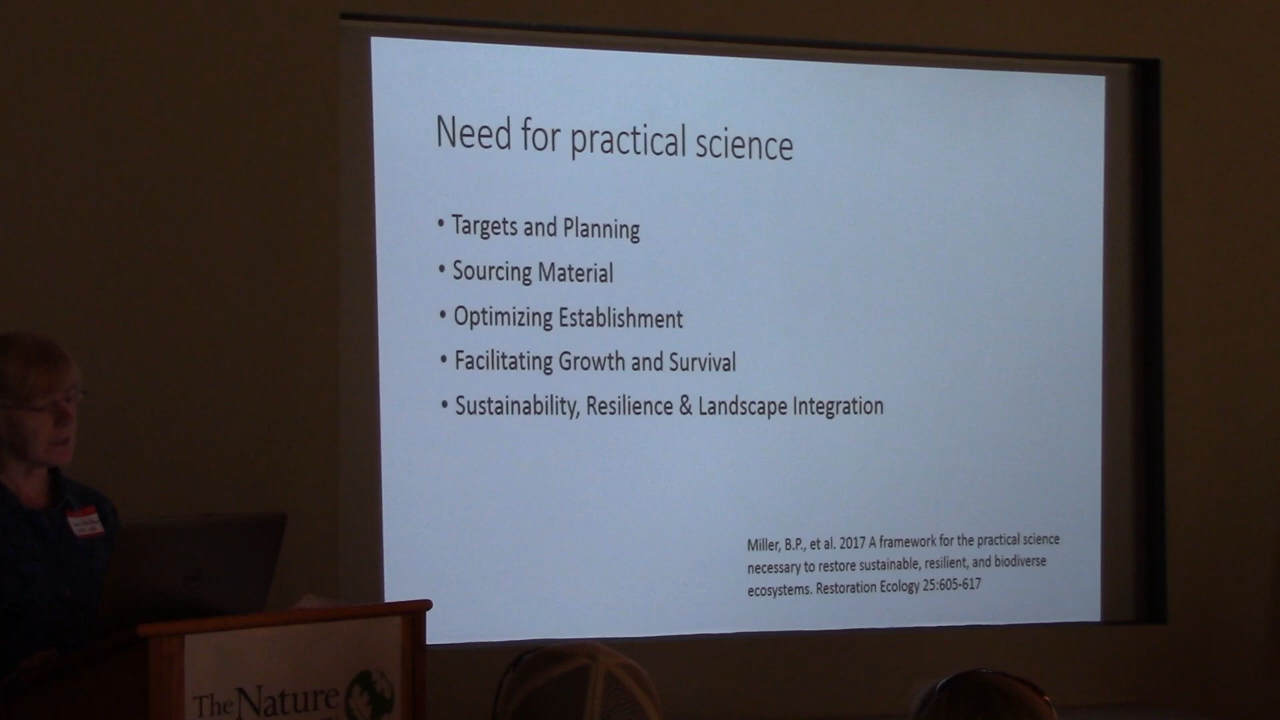 Need for practical science
• Targets and Planning
• Sourcing Material
• Optimizing Establishment
• Facilitating Growth and Survival
• Sustainability, Resilience & Landscape Integration
Miller, B.P., et al. 2017 A framework for the practical science
necessary to restore sustainable, resilient, and biodiverse
ecosystems. Restoration Ecology 25:605-617
The Nature